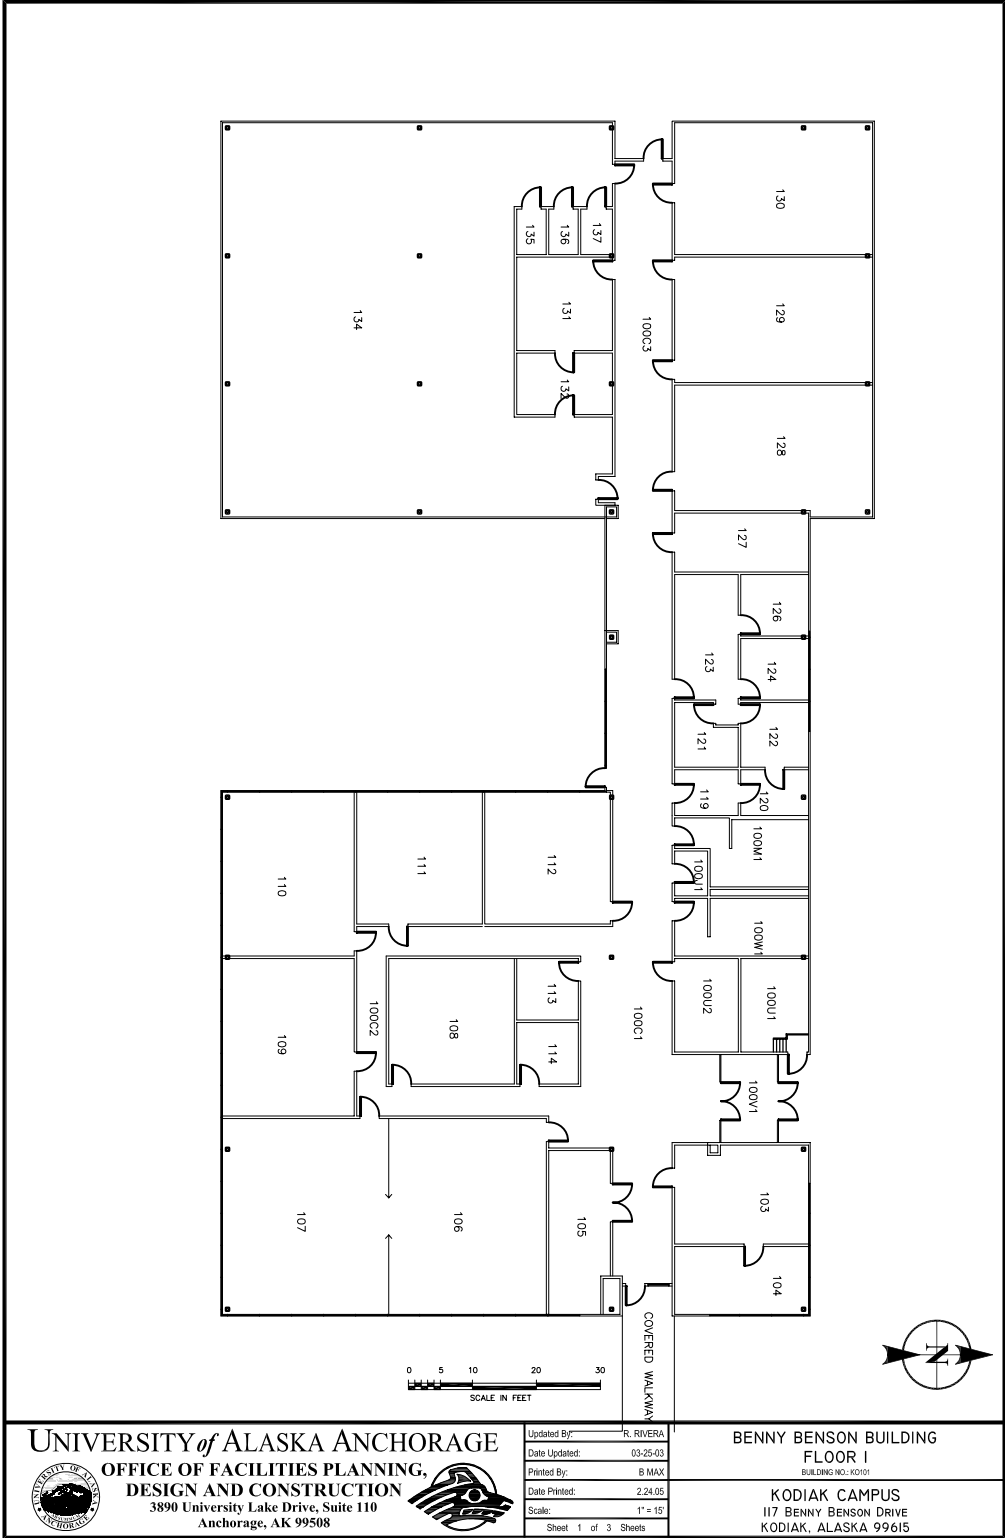 130
135
136
137
134
131
100C3
129
132
128
127
126
123
124
121
122
119
120
100M1
110
111
112
100J1
100W1
109
100C2
108
113
114
100C1
100U2
100U1
100V1
107
106
105
103
104
COVERED WALKWAY
N
0 5 10 20 30
SCALE IN FEET
UNIVERSITY of ALASKA ANCHORAGE
OFFICE OF FACILITIES PLANNING,
DESIGN AND CONSTRUCTION
3890 University Lake Drive, Suite 110
Anchorage, AK 99508
UNIVERSITY OF ALASKA
ANCHORAGE
Updated By: R. RIVERA
Date Updated: 03-25-03
Printed By: B MAX
Date Printed: 2.24.05
Scale: 1" = 15'
Sheet 1 of 3 Sheets
BENNY BENSON BUILDING
FLOOR 1
BUILDING NO.: KO101
KODIAK CAMPUS
117 BENNY BENSON DRIVE
KODIAK, ALASKA 99615